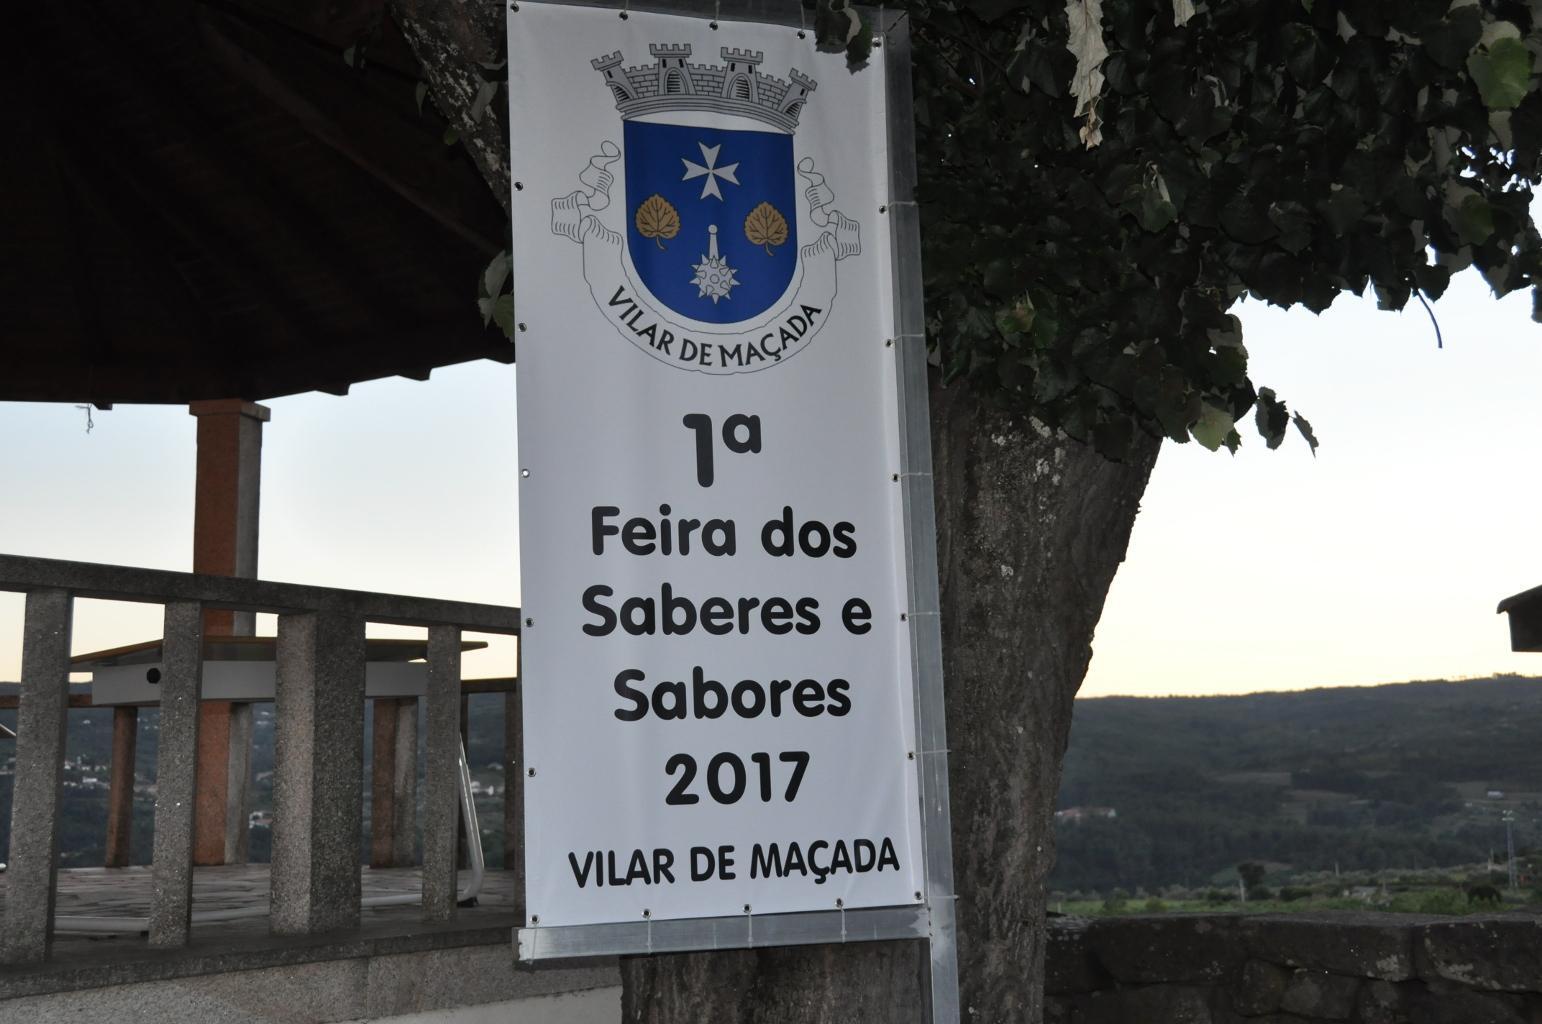 VILAR DE MAÇADA
1ª
Feira dos
Saberes e
Sabores
2017
VILAR DE MAÇADA